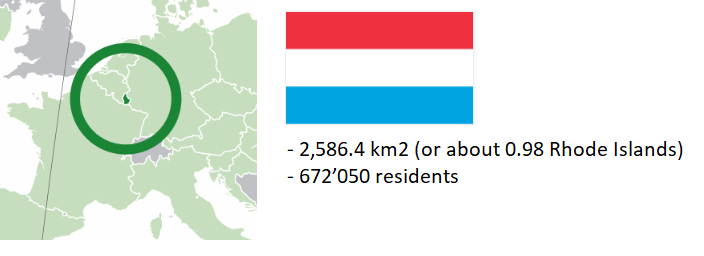 - 2,586.4 km2 (or about 0.98 Rhode Islands)
- 672’050 residents